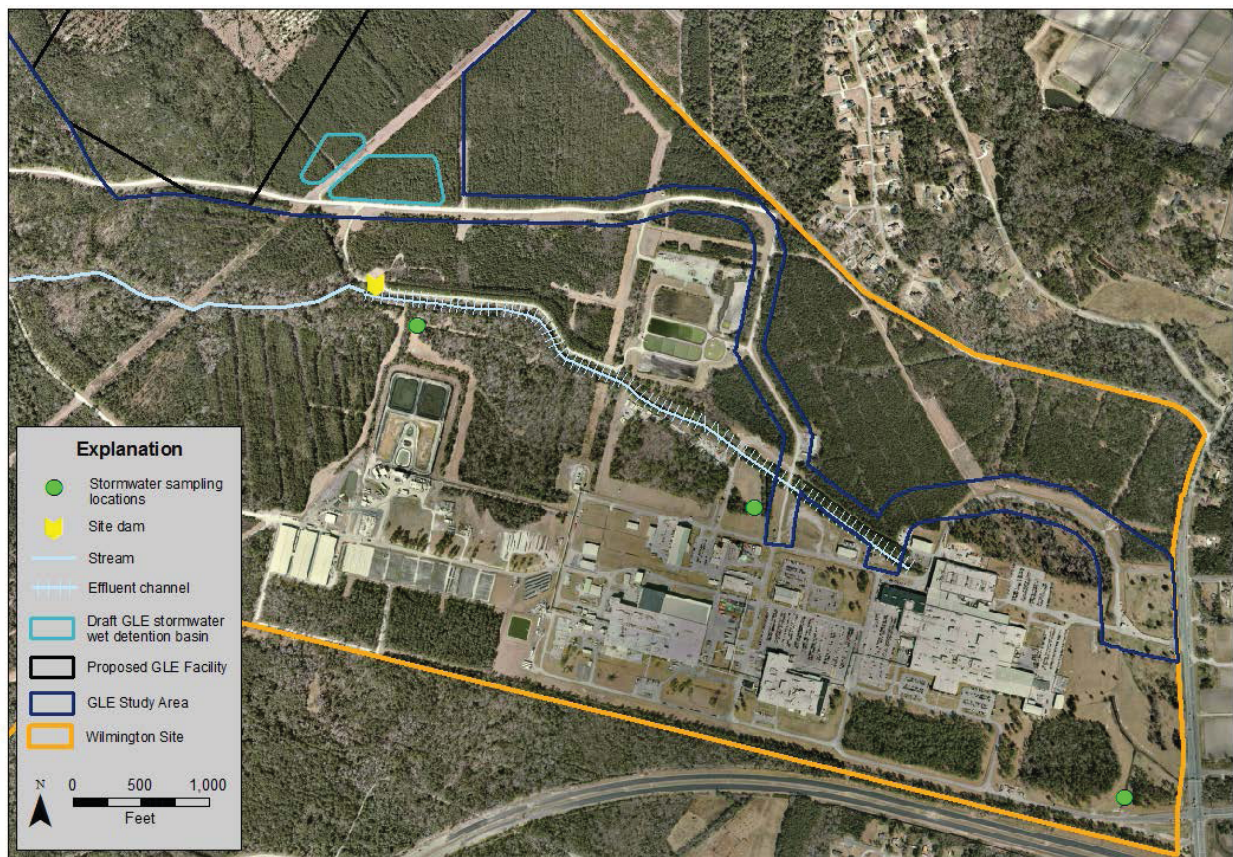 Explanation
Stormwater sampling
locations
Site dam
Stream
Effluent channel
Draft GLE stormwater
wet detention basin
Proposed GLE Facility
GLE Study Area
Wilmington Site
N
0 500 1,000
Feet